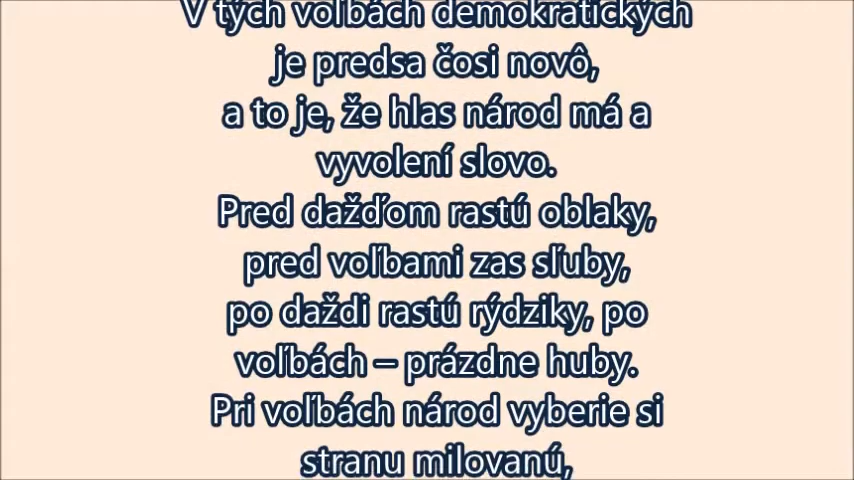 V tých voľbách demokratických
je predsa čosi novô,
a to je, že hlas národ má a
vyvolení slovo.
Pred dažďom rastú oblaky,
pred voľbami zas sľuby,
po daždi rastú rýdziky, po
voľbách – prázdne huby.
Pri voľbách národ vyberie si
stranu milovanú,